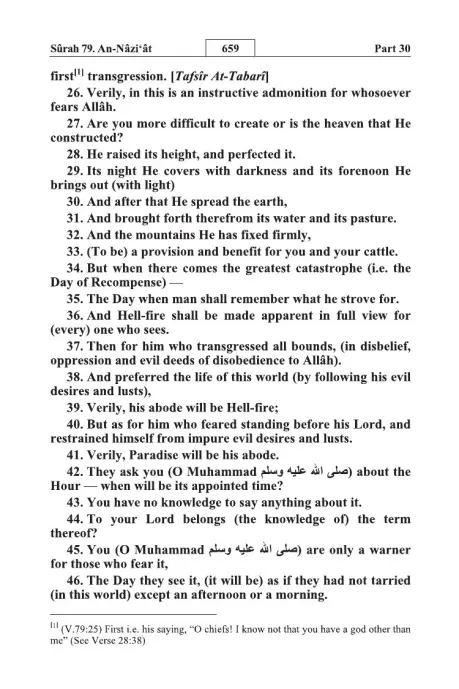 Sûrah 79. An-Nâzi‘ât 659 Part 30
first[1] transgression. [Tafsîr At-Tabarî]
26. Verily, in this is an instructive admonition for whosoever
fears Allâh.
27. Are you more difficult to create or is the heaven that He
constructed?
28. He raised its height, and perfected it.
29. Its night He covers with darkness and its forenoon He
brings out (with light)
30. And after that He spread the earth,
31. And brought forth therefrom its water and its pasture.
32. And the mountains He has fixed firmly,
33. (To be) a provision and benefit for you and your cattle.
34. But when there comes the greatest catastrophe (i.e. the
Day of Recompense) —
35. The Day when man shall remember what he strove for.
36. And Hell-fire shall be made apparent in full view for
(every) one who sees.
37. Then for him who transgressed all bounds, (in disbelief,
oppression and evil deeds of disobedience to Allâh).
38. And preferred the life of this world (by following his evil
desires and lusts),
39. Verily, his abode will be Hell-fire;
40. But as for him who feared standing before his Lord, and
restrained himself from impure evil desires and lusts.
41. Verily, Paradise will be his abode.
42. They ask you (O Muhammad صلى الله عليه وسلم) about the
Hour — when will be its appointed time?
43. You have no knowledge to say anything about it.
44. To your Lord belongs (the knowledge of) the term
thereof?
45. You (O Muhammad صلى الله عليه وسلم) are only a warner
for those who fear it,
46. The Day they see it, (it will be) as if they had not tarried
(in this world) except an afternoon or a morning.
[1] (V.79:25) First i.e. his saying, “O chiefs! I know not that you have a god other than
me” (See Verse 28:38)